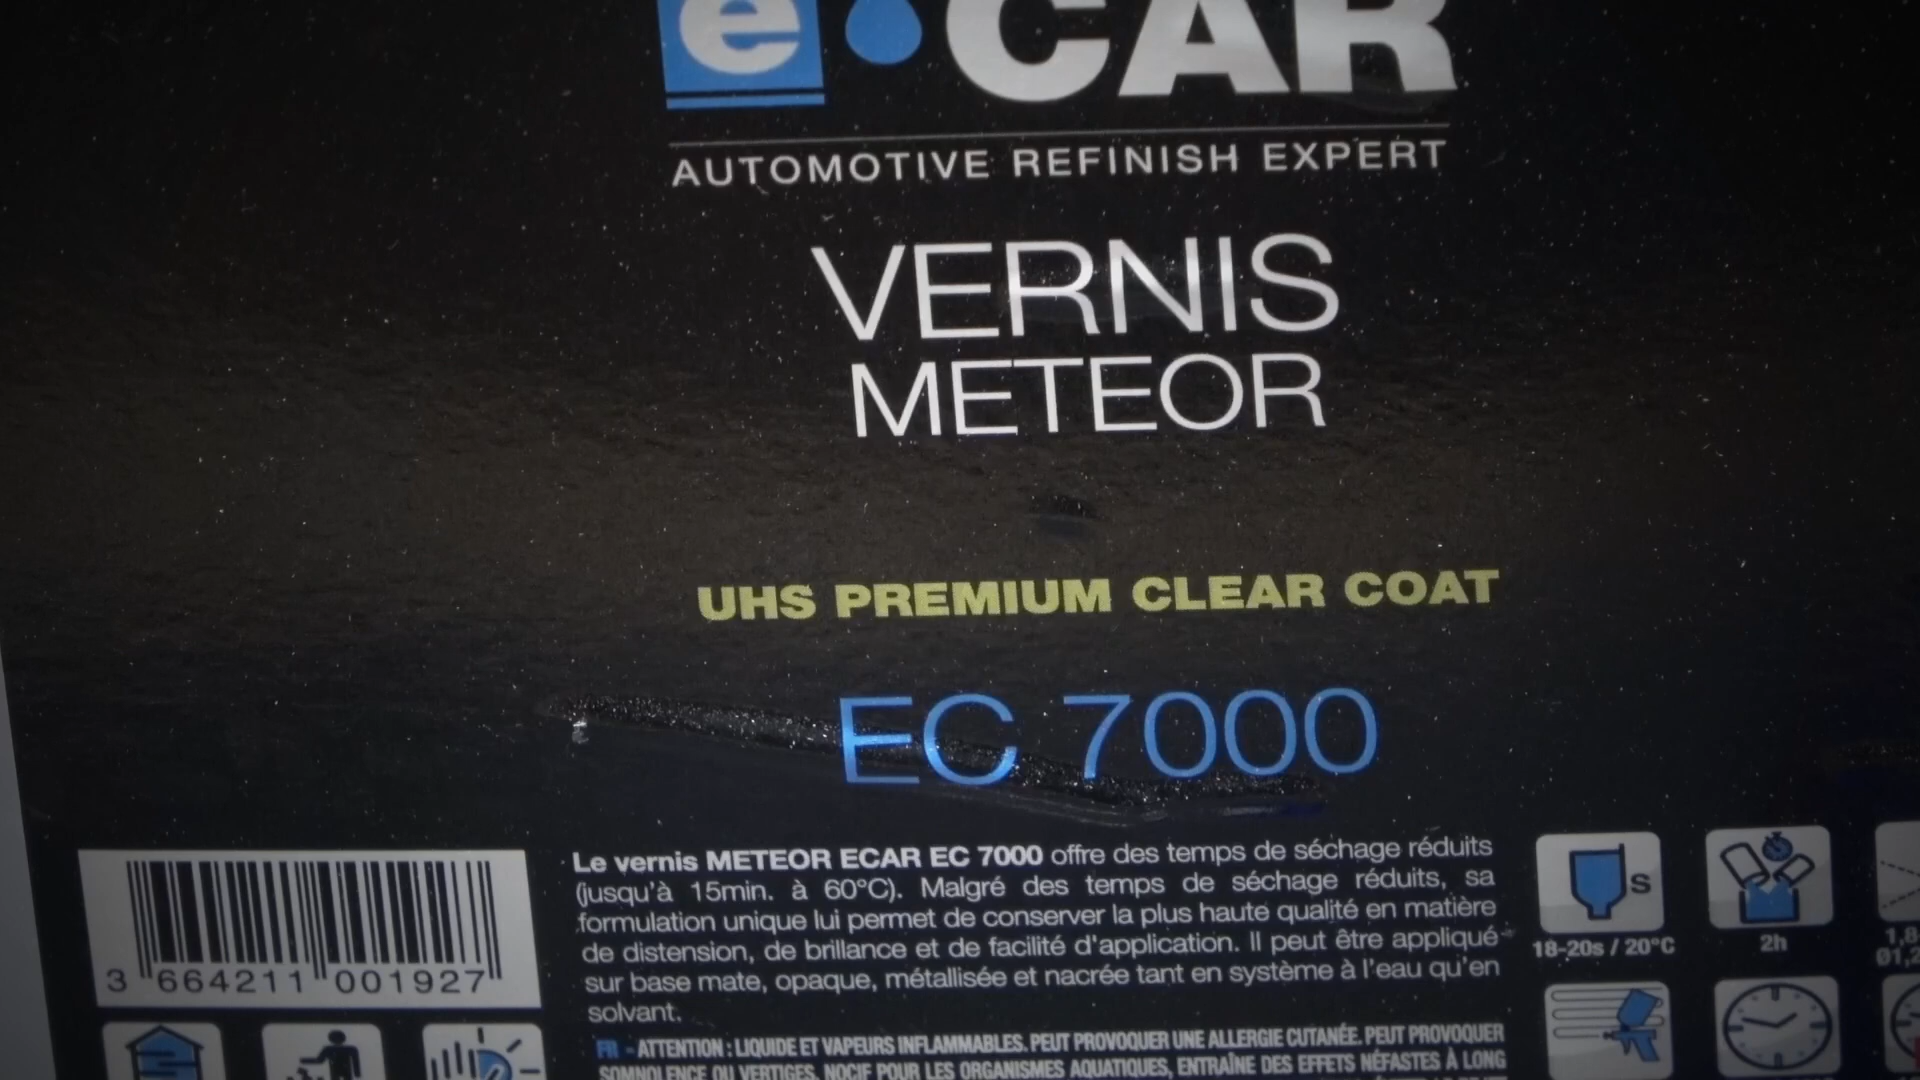 e CAR
AUTOMOTIVE REFINISH EXPERT
VERNIS
METEOR
UHS PREMIUM CLEAR COAT
EC 7000
Le vernis METEOR ECAR EC 7000 offre des temps de séchage réduits
(jusqu'à 15min. à 60°C). Malgré des temps de séchage réduits, sa
formulation unique lui permet de conserver la plus haute qualité en matière
de distension, de brillance et de facilité d'application. Il peut être appliqué
sur base mate, opaque, métallisée et nacrée tant en système à l'eau qu'en
solvant.
FR - ATTENTION : LIQUIDE ET VAPEURS INFLAMMABLES. PEUT PROVOQUER UNE ALLERGIE CUTANÉE. PEUT PROVOQUER
SOMNOLENCE OU VERTIGES. NOCIF POUR LES ORGANISMES AQUATIQUES, ENTRAÎNE DES EFFETS NÉFASTES À LONG
3 664211 001927
S
18-20s / 20°C
2h
1,8
Ø1,2